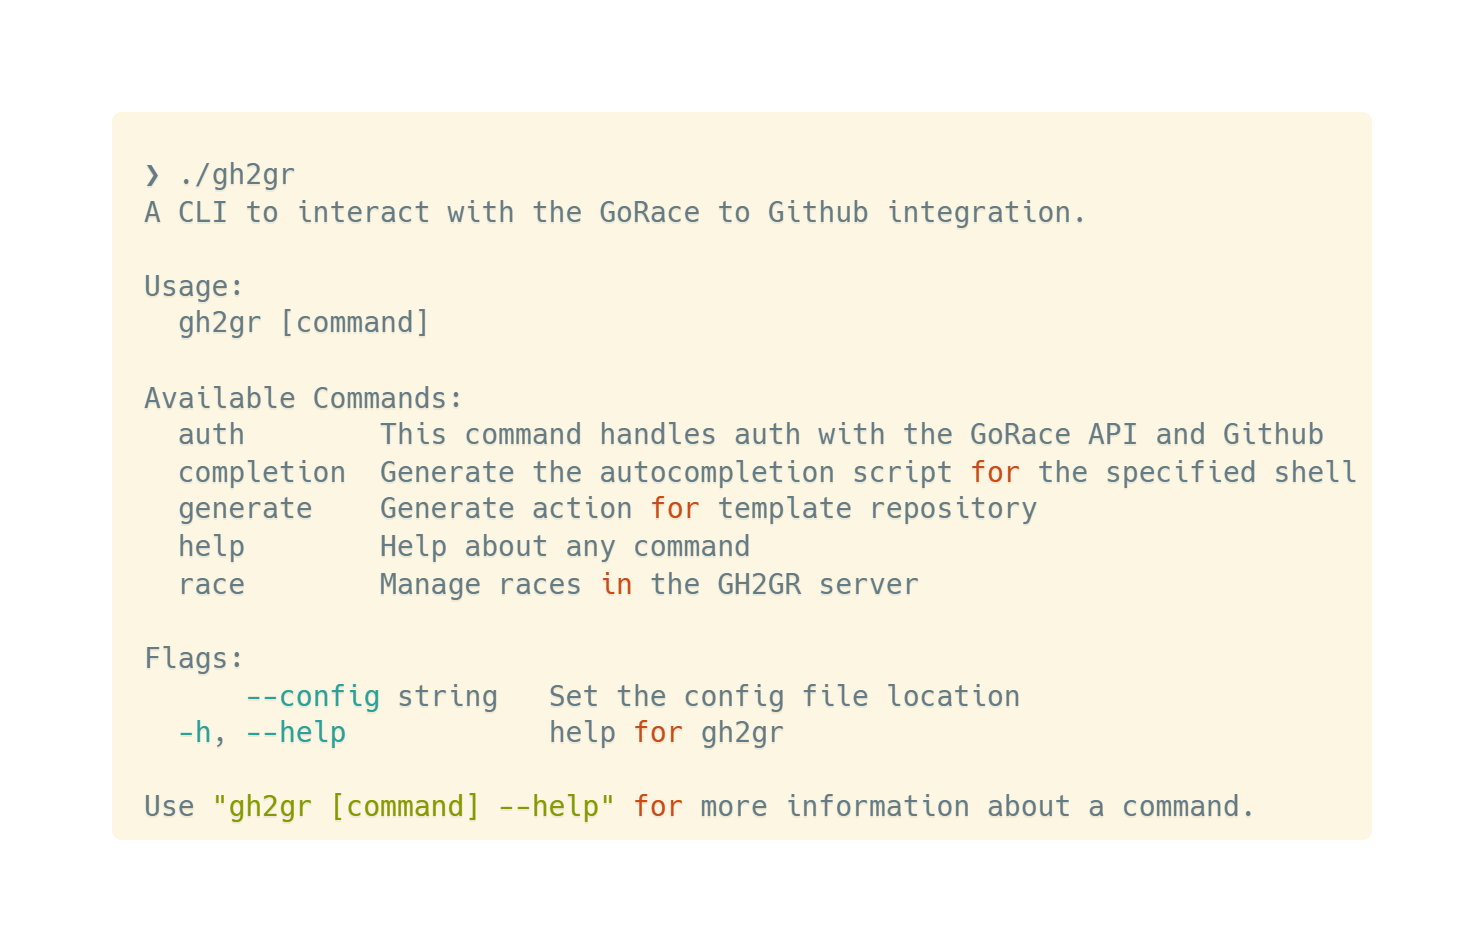 ❯ ./gh2gr
A CLI to interact with the GoRace to Github integration.

Usage:
  gh2gr [command]

Available Commands:
  auth        This command handles auth with the GoRace API and Github
  completion  Generate the autocompletion script for the specified shell
  generate    Generate action for template repository
  help        Help about any command
  race        Manage races in the GH2GR server

Flags:
      --config string   Set the config file location
  -h, --help            help for gh2gr

Use "gh2gr [command] --help" for more information about a command.